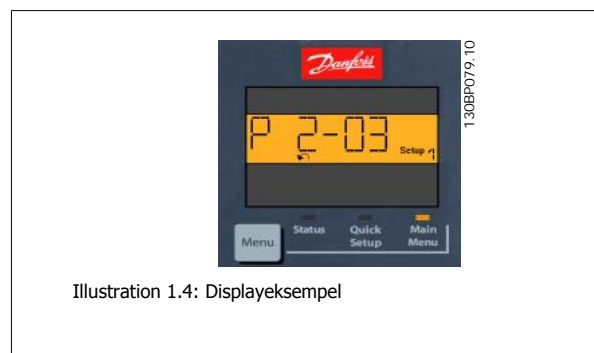 Danfoss
130BP079.10
P 2-03
Setup 1
Status
Quick Setup
Main Menu
Menu
Illustration 1.4: Displayeksempel